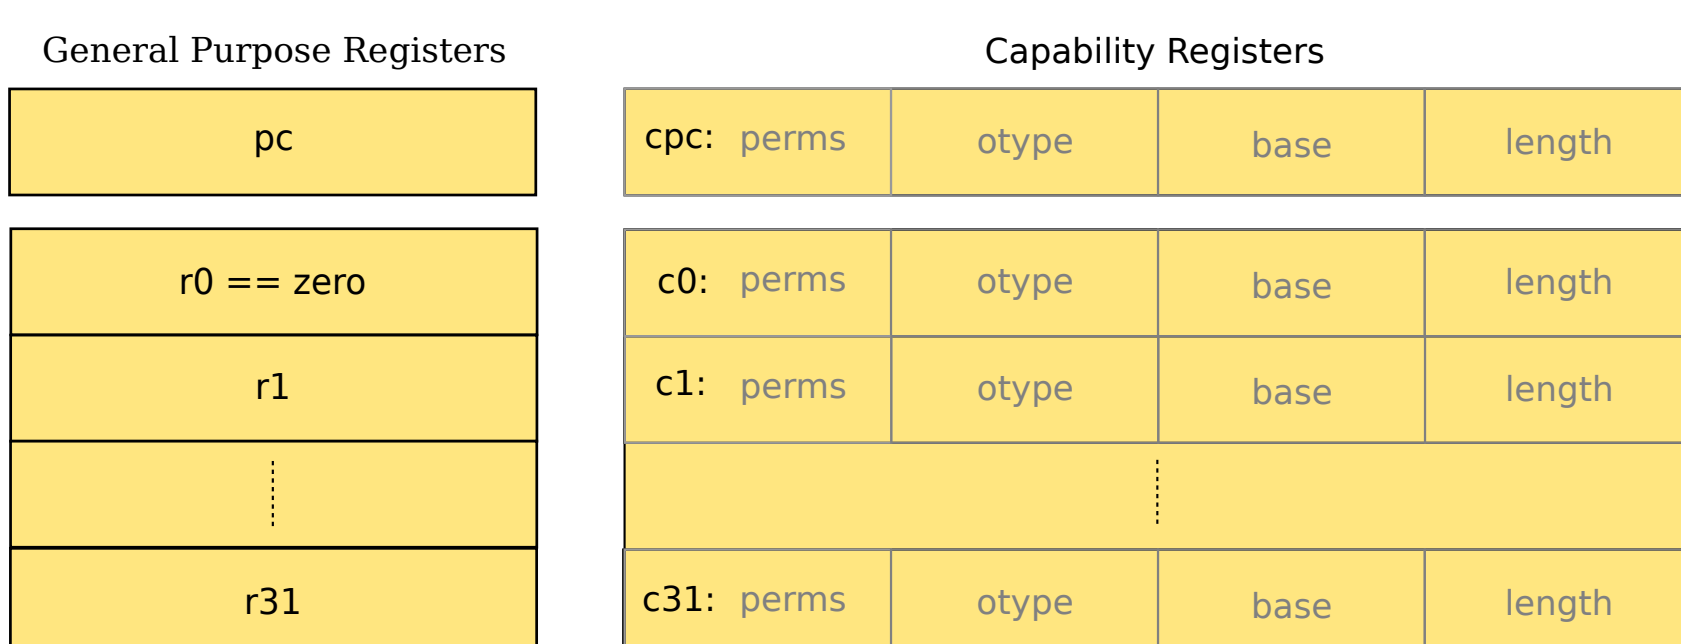 General Purpose Registers
Capability Registers
pc
cpc: perms otype base length
r0 == zero
c0: perms otype base length
r1
c1: perms otype base length
r31
c31: perms otype base length